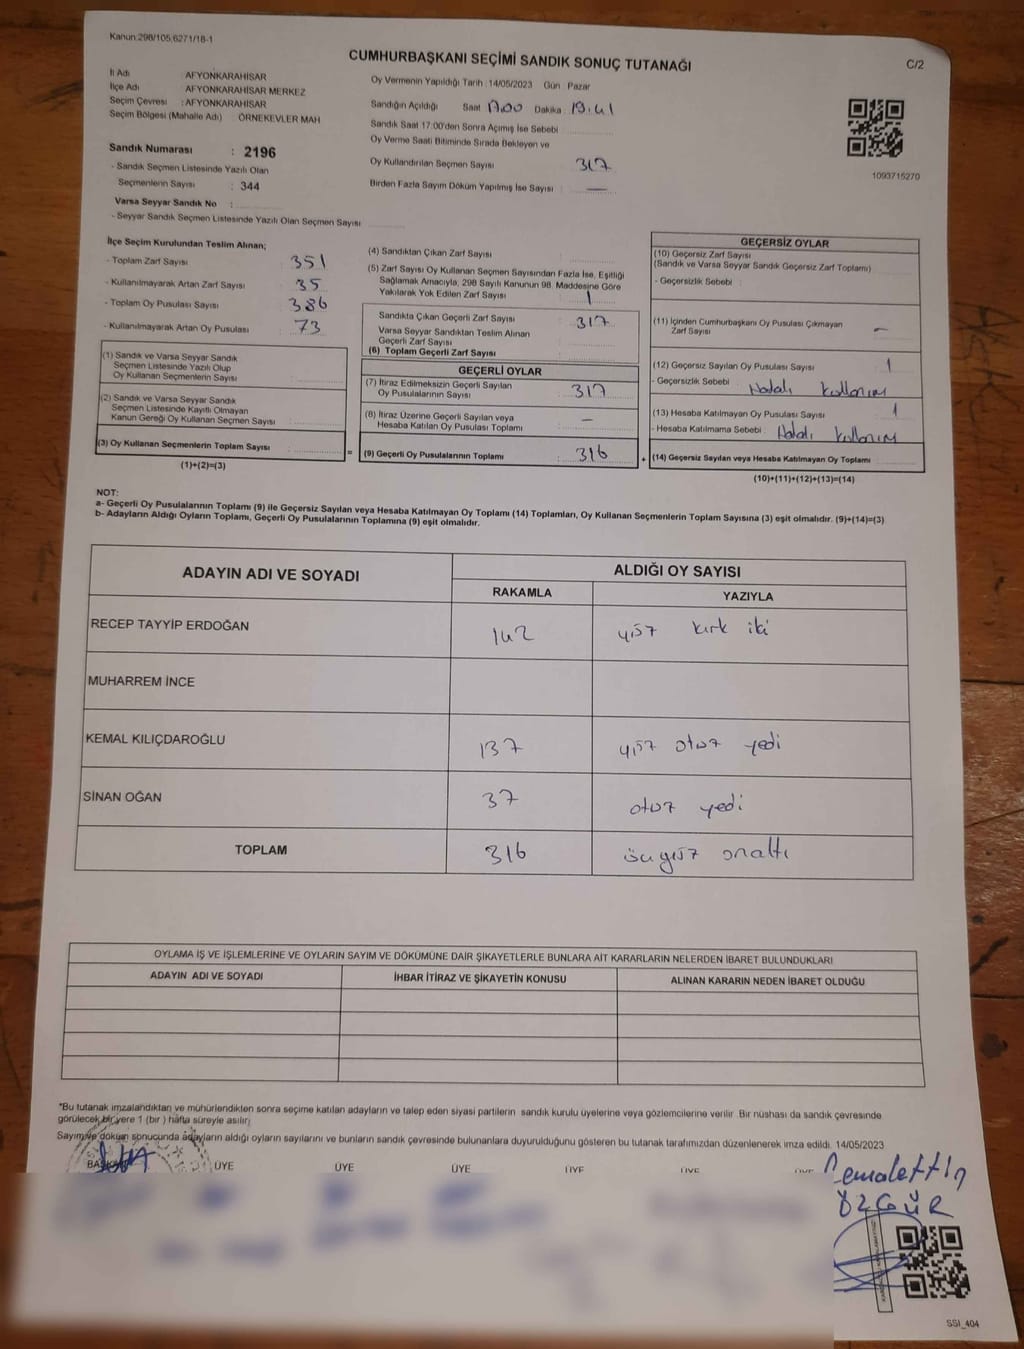 Kanun:298/105,6271/18-1
CUMHURBAŞKANI SEÇİMİ SANDIK SONUÇ TUTANAĞI
C/2
İl Adı : AFYONKARAHİSAR
İlçe Adı AFYONKARAHİSAR MERKEZ
Seçim Çevresi : AFYONKARAHİSAR
Seçim Bölgesi (Mahalle Adı) : ÖRNEKEVLER MAH
Sandık Numarası : 2196
- Sandık Seçmen Listesinde Yazılı Olan
Seçmenlerin Sayısı : 344
Varsa Seyyar Sandık No :
- Seyyar Sandık Seçmen Listesinde Yazılı Olan Seçmen Sayısı
Oy Vermenin Yapıldığı Tarih :14/05/2023 Gün Pazar
Sandığın Açıldığı Saat 17.00 Dakika 19:41
Sandık Saat 17:00'den Sonra Açımış İse Sebebi
Oy Verme Saati Bitiminde Sırada Bekleyen ve
Oy Kullandırılan Seçmen Sayısı 317
Birden Fazla Sayım Döküm Yapılmış İse Sayısı : —
1093715270
İlçe Seçim Kurulundan Teslim Alınan;
- Toplam Zarf Sayısı : 351
- Kullanılmayarak Artan Zarf Sayısı : 35
- Toplam Oy Pusulası Sayısı : 386
- Kullanılmayarak Artan Oy Pusulası : 73
(1) Sandık ve Varsa Seyyar Sandık
Seçmen Listesinde Yazılı Olup
Oy Kullanan Seçmenlerin Sayısı :
(2) Sandık ve Varsa Seyyar Sandık
Seçmen Listesinde Kayıtlı Olmayan
Kanun Gereği Oy Kullanan Seçmen Sayısı :
(3) Oy Kullanan Seçmenlerin Toplam Sayısı :
(1)+(2)=(3)
(4) Sandıktan Çıkan Zarf Sayısı :
(5) Zarf Sayısı Oy Kullanan Seçmen Sayısından Fazla İse, Eşitliği
Sağlamak Amacıyla, 298 Sayılı Kanunun 98. Maddesine Göre
Yakılarak Yok Edilen Zarf Sayısı : 1
Sandıkta Çıkan Geçerli Zarf Sayısı : 317
Varsa Seyyar Sandıktan Teslim Alınan
Geçerli Zarf Sayısı :
(6) Toplam Geçerli Zarf Sayısı
GEÇERLİ OYLAR
(7) İtiraz Edilmeksizin Geçerli Sayılan
Oy Pusulalarının Sayısı : 317
(8) İtiraz Üzerine Geçerli Sayılan veya
Hesaba Katılan Oy Pusulası Toplamı : —
= (9) Geçerli Oy Pusulalarının Toplamı : 316 +
GEÇERSİZ OYLAR
(10) Geçersiz Zarf Sayısı
(Sandık ve Varsa Seyyar Sandık Geçersiz Zarf Toplamı)
- Geçersizlik Sebebi :
(11) İçinden Cumhurbaşkanı Oy Pusulası Çıkmayan
Zarf Sayısı : —
(12) Geçersiz Sayılan Oy Pusulası Sayısı : 1
- Geçersizlik Sebebi : Hatalı kullanım
(13) Hesaba Katılmayan Oy Pusulası Sayısı : 1
- Hesaba Katılmama Sebebi : Hatalı kullanım
(14) Geçersiz Sayılan veya Hesaba Katılmayan Oy Toplamı :
(10)+(11)+(12)+(13)=(14)
NOT:
a- Geçerli Oy Pusulalarının Toplamı (9) ile Geçersiz Sayılan veya Hesaba Katılmayan Oy Toplamı (14) Toplamları, Oy Kullanan Seçmenlerin Toplam Sayısına (3) eşit olmalıdır. (9)+(14)=(3)
b- Adayların Aldığı Oyların Toplamı, Geçerli Oy Pusulalarının Toplamına (9) eşit olmalıdır.
ADAYIN ADI VE SOYADI ALDIĞI OY SAYISI
RAKAMLA YAZIYLA
RECEP TAYYİP ERDOĞAN 142 yüz kırk iki
MUHARREM İNCE
KEMAL KILIÇDAROĞLU 137 yüz otuz yedi
SİNAN OĞAN 37 otuz yedi
TOPLAM 316 üçyüz onaltı
OYLAMA İŞ VE İŞLEMLERİNE VE OYLARIN SAYIM VE DÖKÜMÜNE DAİR ŞİKAYETLERLE BUNLARA AİT KARARLARIN NELERDEN İBARET BULUNDUKLARI
ADAYIN ADI VE SOYADI İHBAR İTİRAZ VE ŞİKAYETİN KONUSU ALINAN KARARIN NEDEN İBARET OLDUĞU
*Bu tutanak imzalandıktan ve mühürlendikten sonra seçime katılan adayların ve talep eden siyasi partilerin sandık kurulu üyelerine veya gözlemcilerine verilir .Bir nüshası da sandık çevresinde
görülecek bir yere 1 (bir ) hafta süreyle asılır.
Sayım ve döküm sonucunda adayların aldığı oyların sayılarını ve bunların sandık çevresinde bulunanlara duyurulduğunu gösteren bu tutanak tarafımızdan düzenlenerek imza edildi. 14/05/2023
BAŞKAN ÜYE ÜYE ÜYE ÜYE ÜYE ÜYE
Cemalettin
ÖZGÜR
SSI_404